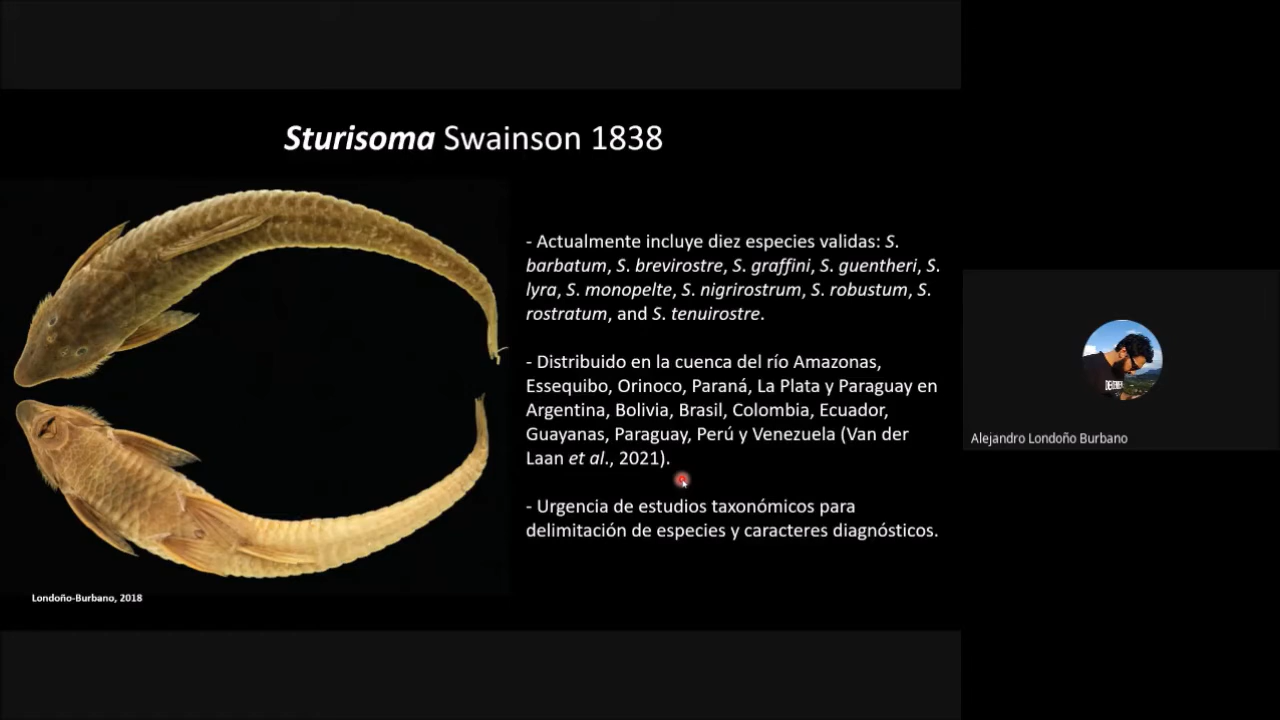 Sturisoma Swainson 1838
- Actualmente incluye diez especies validas: S.
barbatum, S. brevirostre, S. graffini, S. guentheri, S.
lyra, S. monopelte, S. nigrirostrum, S. robustum, S.
rostratum, and S. tenuirostre.
- Distribuido en la cuenca del río Amazonas,
Essequibo, Orinoco, Paraná, La Plata y Paraguay en
Argentina, Bolivia, Brasil, Colombia, Ecuador,
Guayanas, Paraguay, Perú y Venezuela (Van der
Laan et al., 2021).
- Urgencia de estudios taxonómicos para
delimitación de especies y caracteres diagnósticos.
Londoño-Burbano, 2018
Alejandro Londoño Burbano